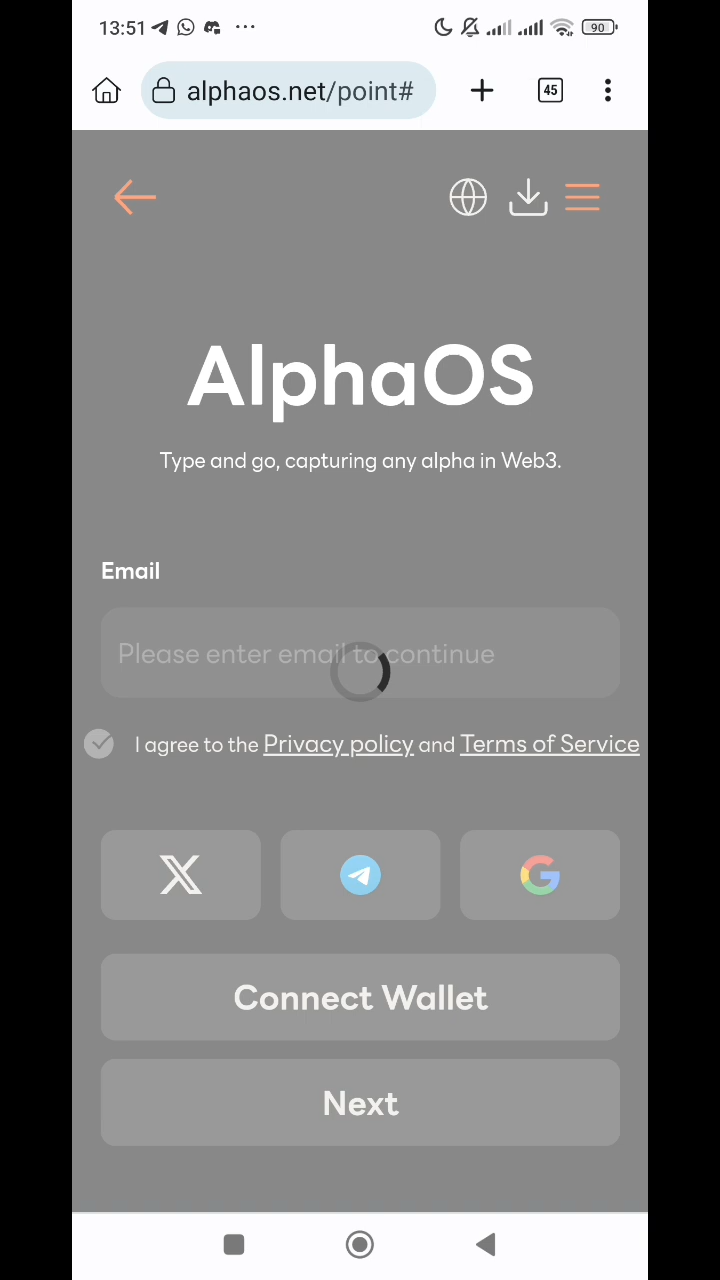 13:51 ... 90
alphaos.net/point# 45
AlphaOS
Type and go, capturing any alpha in Web3.
Email
Please enter email to continue
I agree to the Privacy policy and Terms of Service
Connect Wallet
Next